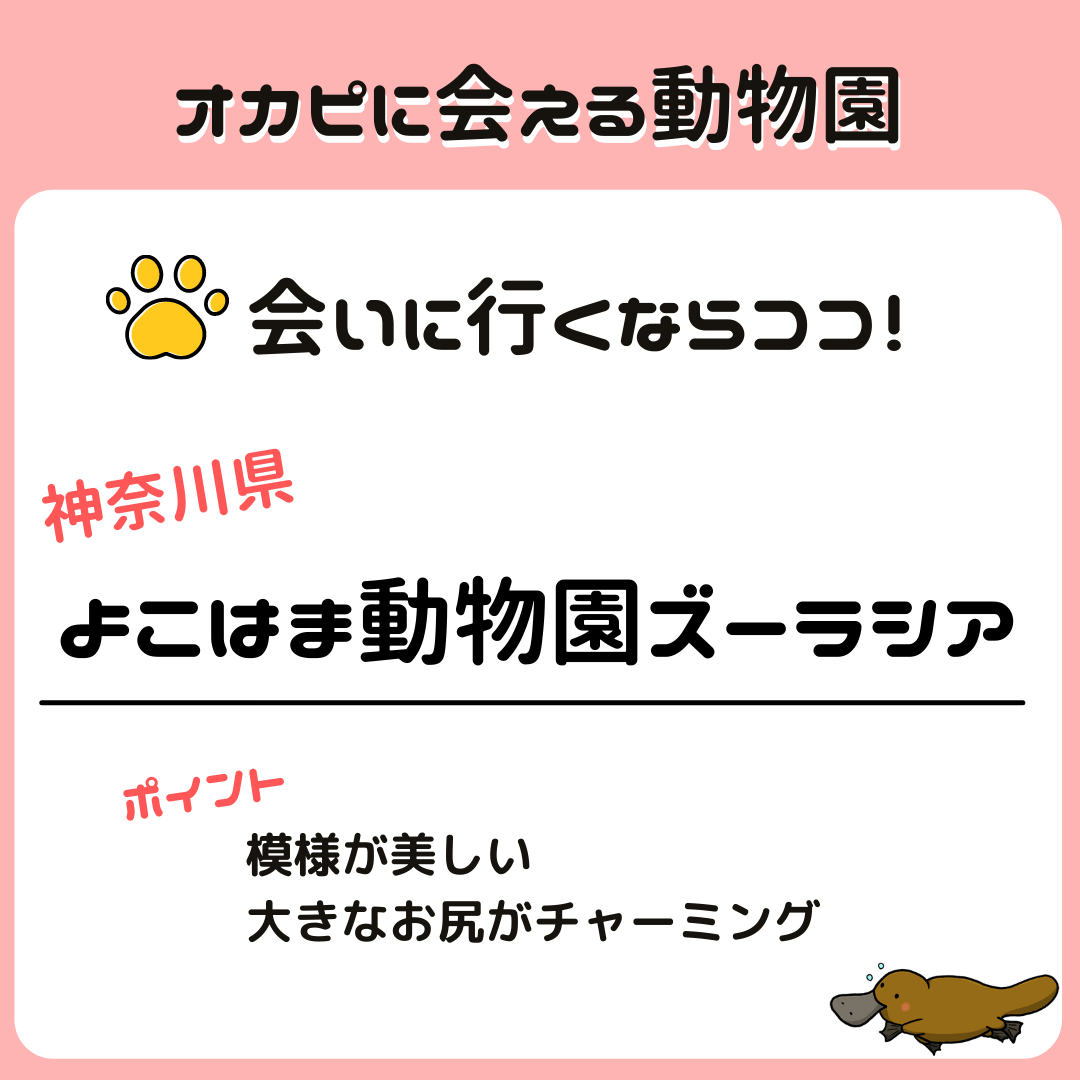 オカピに会える動物園
会いに行くならココ!
神奈川県
よこはま動物園ズーラシア
ポイント
模様が美しい
大きなお尻がチャーミング